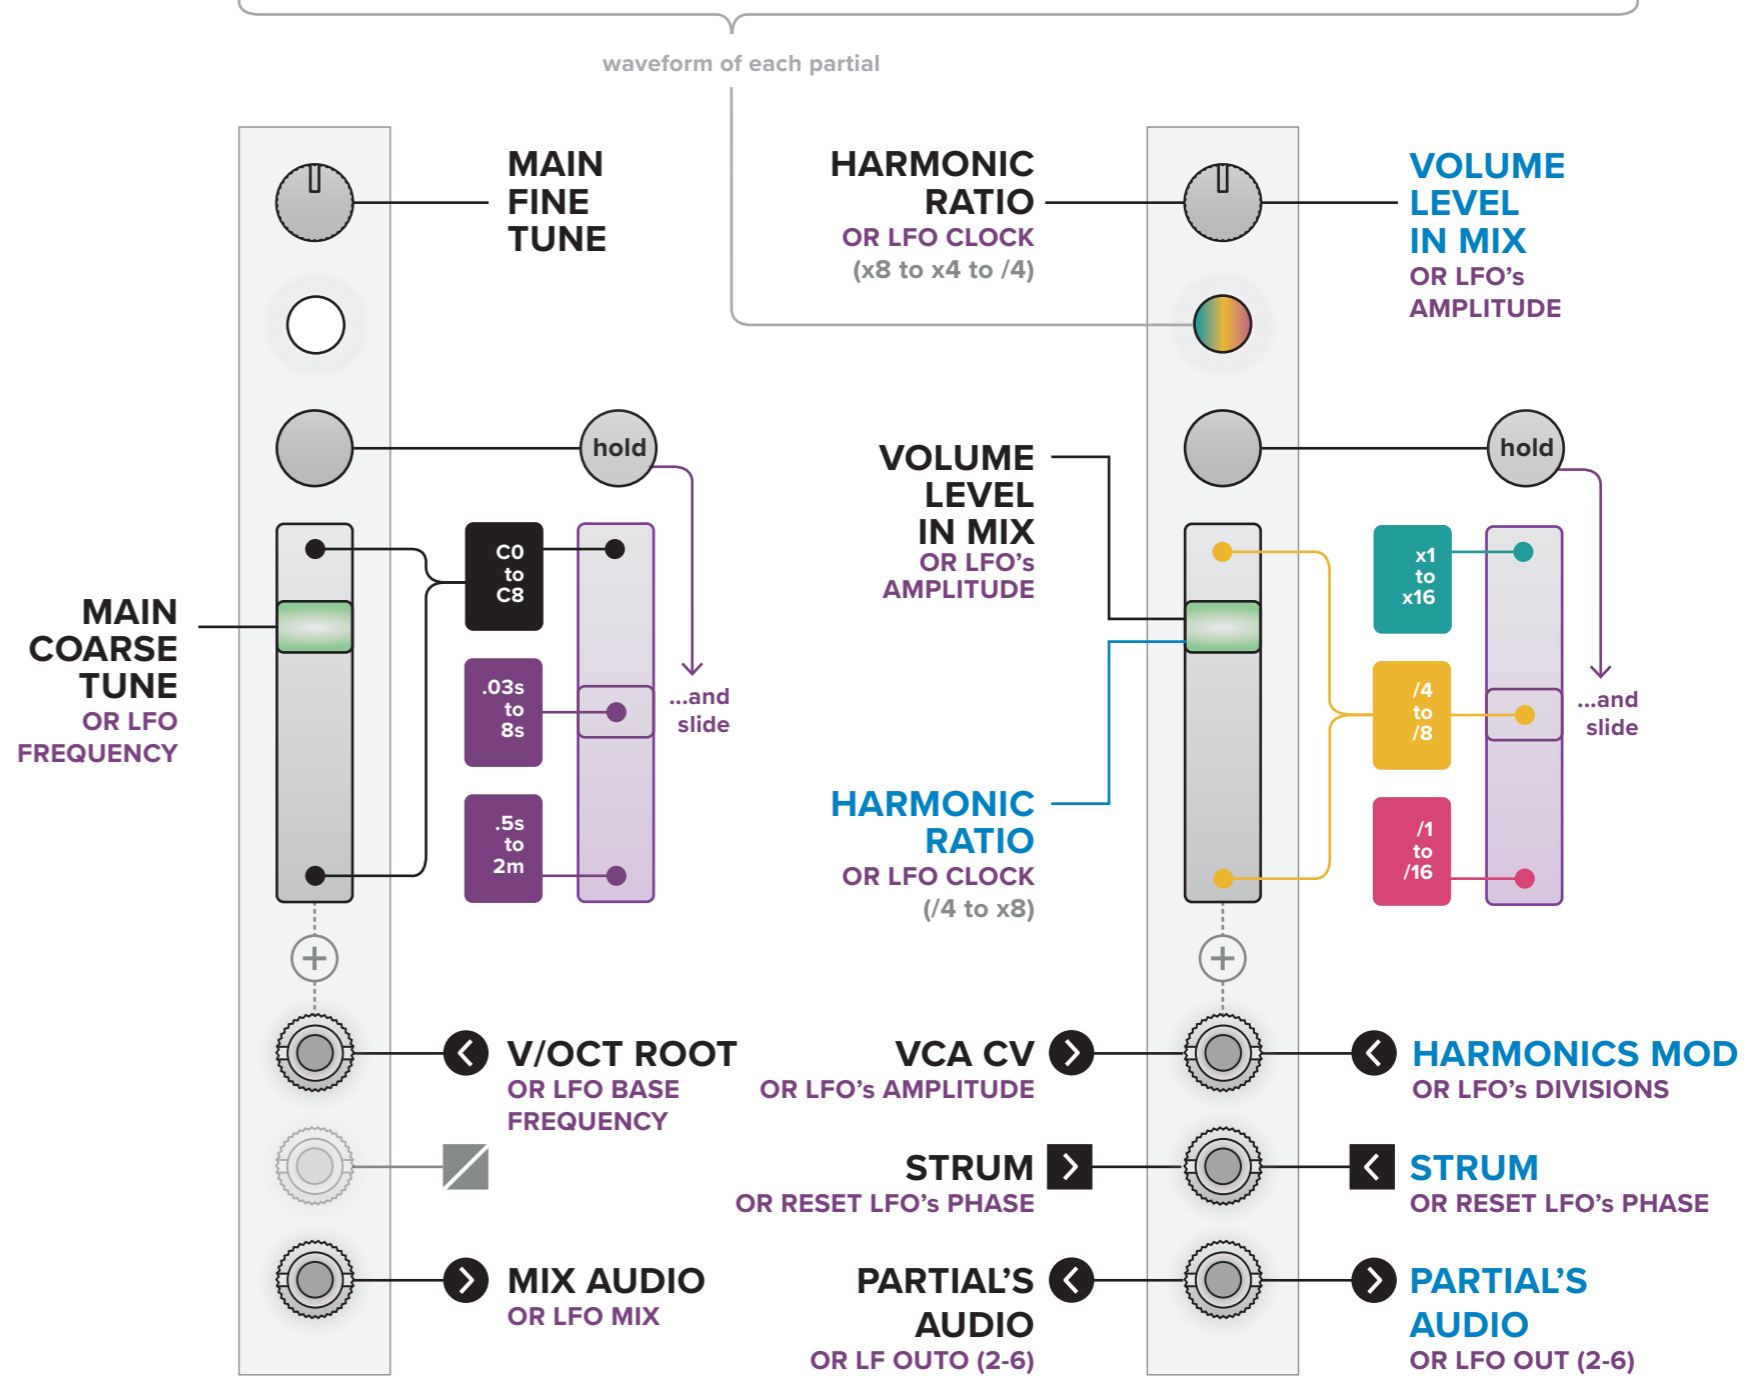 waveform of each partial
MAIN
FINE
TUNE
HARMONIC
RATIO
OR LFO CLOCK
(x8 to x4 to /4)
VOLUME
LEVEL
IN MIX
OR LFO’s
AMPLITUDE
hold
C0
to
C8
.03s
to
8s
.5s
to
2m
...and
slide
MAIN
COARSE
TUNE
OR LFO
FREQUENCY
VOLUME
LEVEL
IN MIX
OR LFO’s
AMPLITUDE
HARMONIC
RATIO
OR LFO CLOCK
(/4 to x8)
hold
x1
to
x16
/4
to
/8
/1
to
/16
...and
slide
V/OCT ROOT
OR LFO BASE
FREQUENCY
VCA CV
OR LFO’s AMPLITUDE
HARMONICS MOD
OR LFO’s DIVISIONS
STRUM
OR RESET LFO’s PHASE
STRUM
OR RESET LFO’s PHASE
MIX AUDIO
OR LFO MIX
PARTIAL’S
AUDIO
OR LF OUTO (2-6)
PARTIAL’S
AUDIO
OR LFO OUT (2-6)